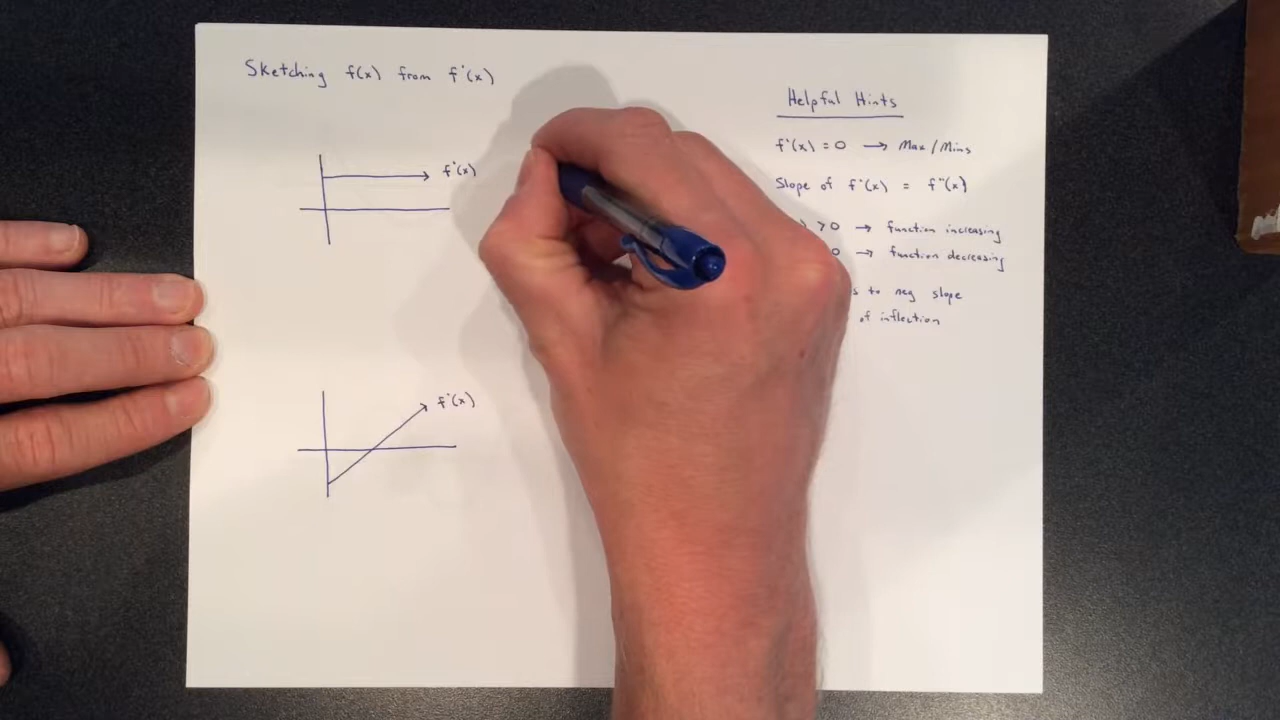 Sketching f(x) from f'(x)
Helpful Hints
f'(x) = 0 → Max/Mins
Slope of f'(x) = f"(x)
) > 0 → function increasing
0 → function decreasing
s to neg slope
of inflection
f'(x)
f'(x)